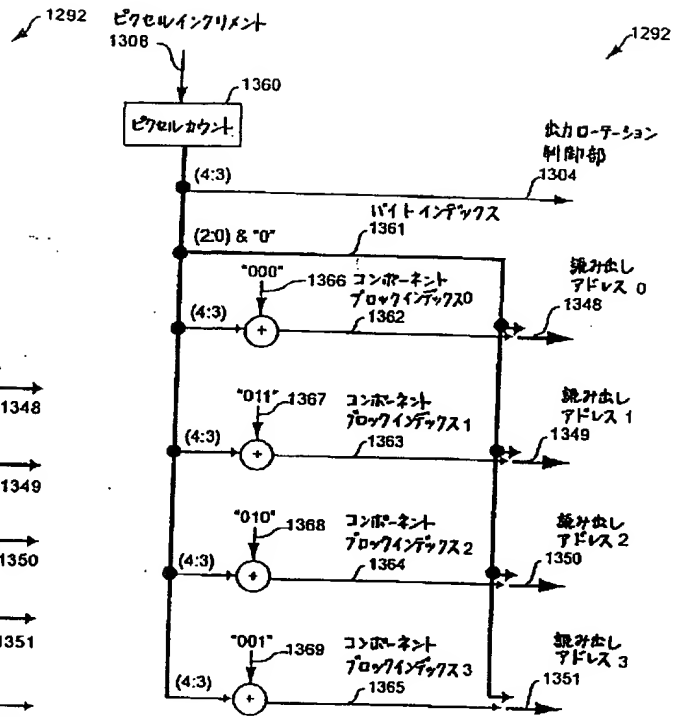 1292
ピクセルインクリメント
1308
1292
1360
ピクセルカウント
(4:3)
出力ローテーション
制御部
1304
バイトインデックス
1361
(2:0) & "0"
"000"
1366
コンポーネント
ブロックインデックス0
1362
(4:3)
+
読み出し
アドレス 0
1348
1348
"011"
1367
コンポーネント
ブロックインデックス1
1363
(4:3)
+
読み出し
アドレス 1
1349
1349
"010"
1368
コンポーネント
ブロックインデックス2
1364
(4:3)
+
読み出し
アドレス 2
1350
1350
"001"
1369
コンポーネント
ブロックインデックス3
1365
(4:3)
+
読み出し
アドレス 3
1351
1351